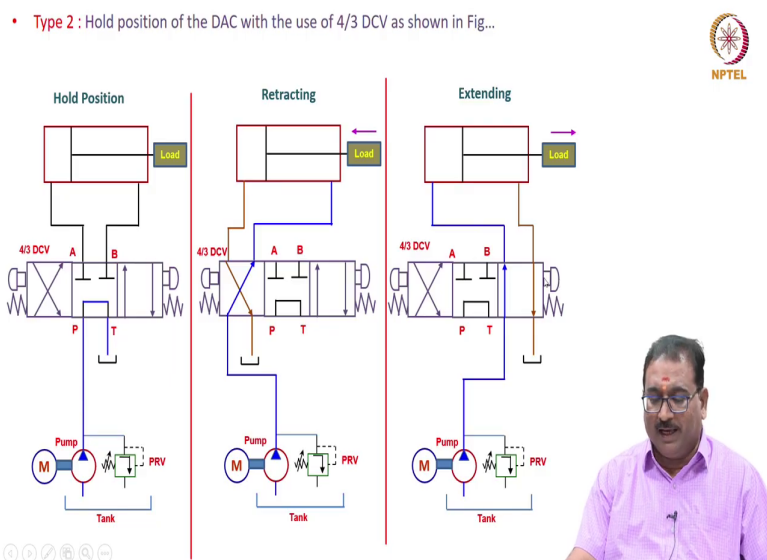 • Type 2 : Hold position of the DAC with the use of 4/3 DCV as shown in Fig...
NPTEL
Hold Position
Retracting
Extending
Load
Load
Load
4/3 DCV
A
B
4/3 DCV
A
B
4/3 DCV
A
B
P
T
P
T
P
T
Pump
M
PRV
Tank
Pump
M
PRV
Tank
Pump
M
PRV
Tank